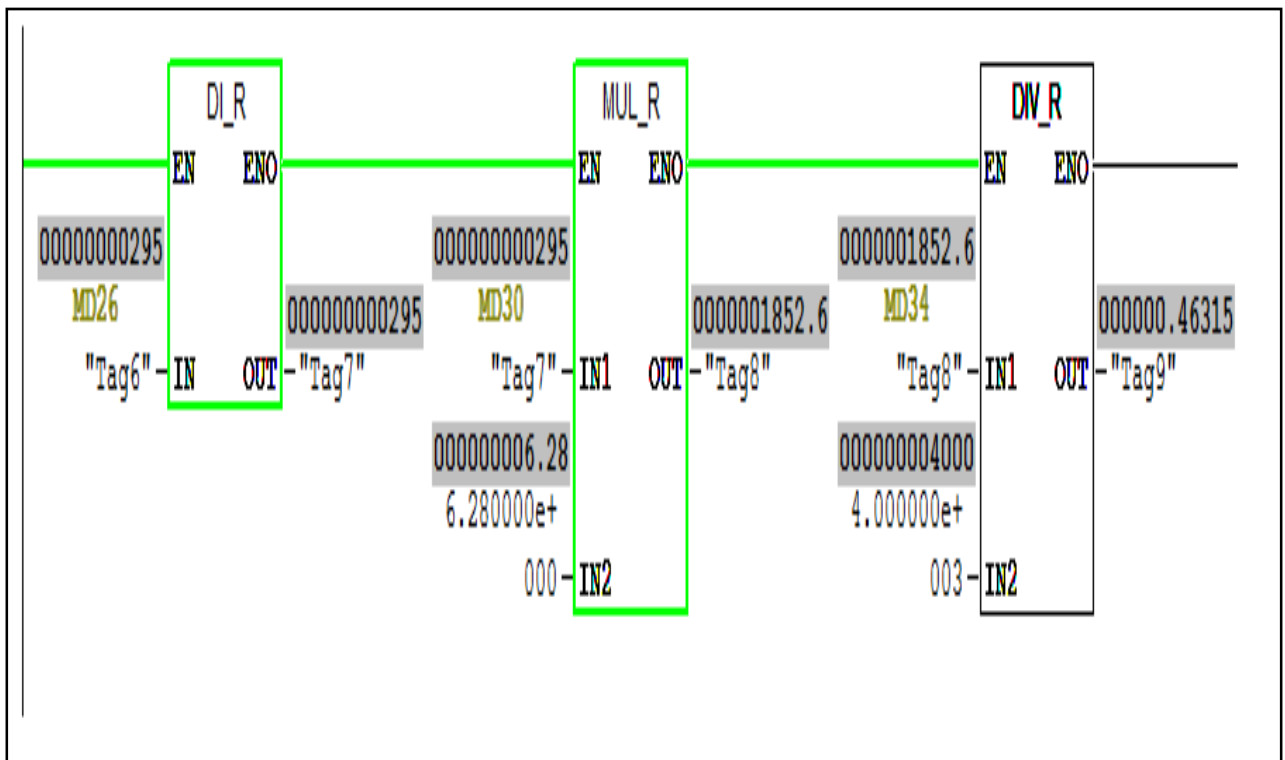 DI_R MUL_R DIV_R
EN ENO EN ENO EN ENO
00000000295 000000000295 0000001852.6
MD26 MD30 MD34
000000000295 0000001852.6 000000.46315
"Tag6" IN OUT "Tag7" "Tag7" IN1 OUT "Tag8" "Tag8" IN1 OUT "Tag9"
000000006.28 000000004000
6.280000e+ 4.000000e+
000 IN2 003 IN2